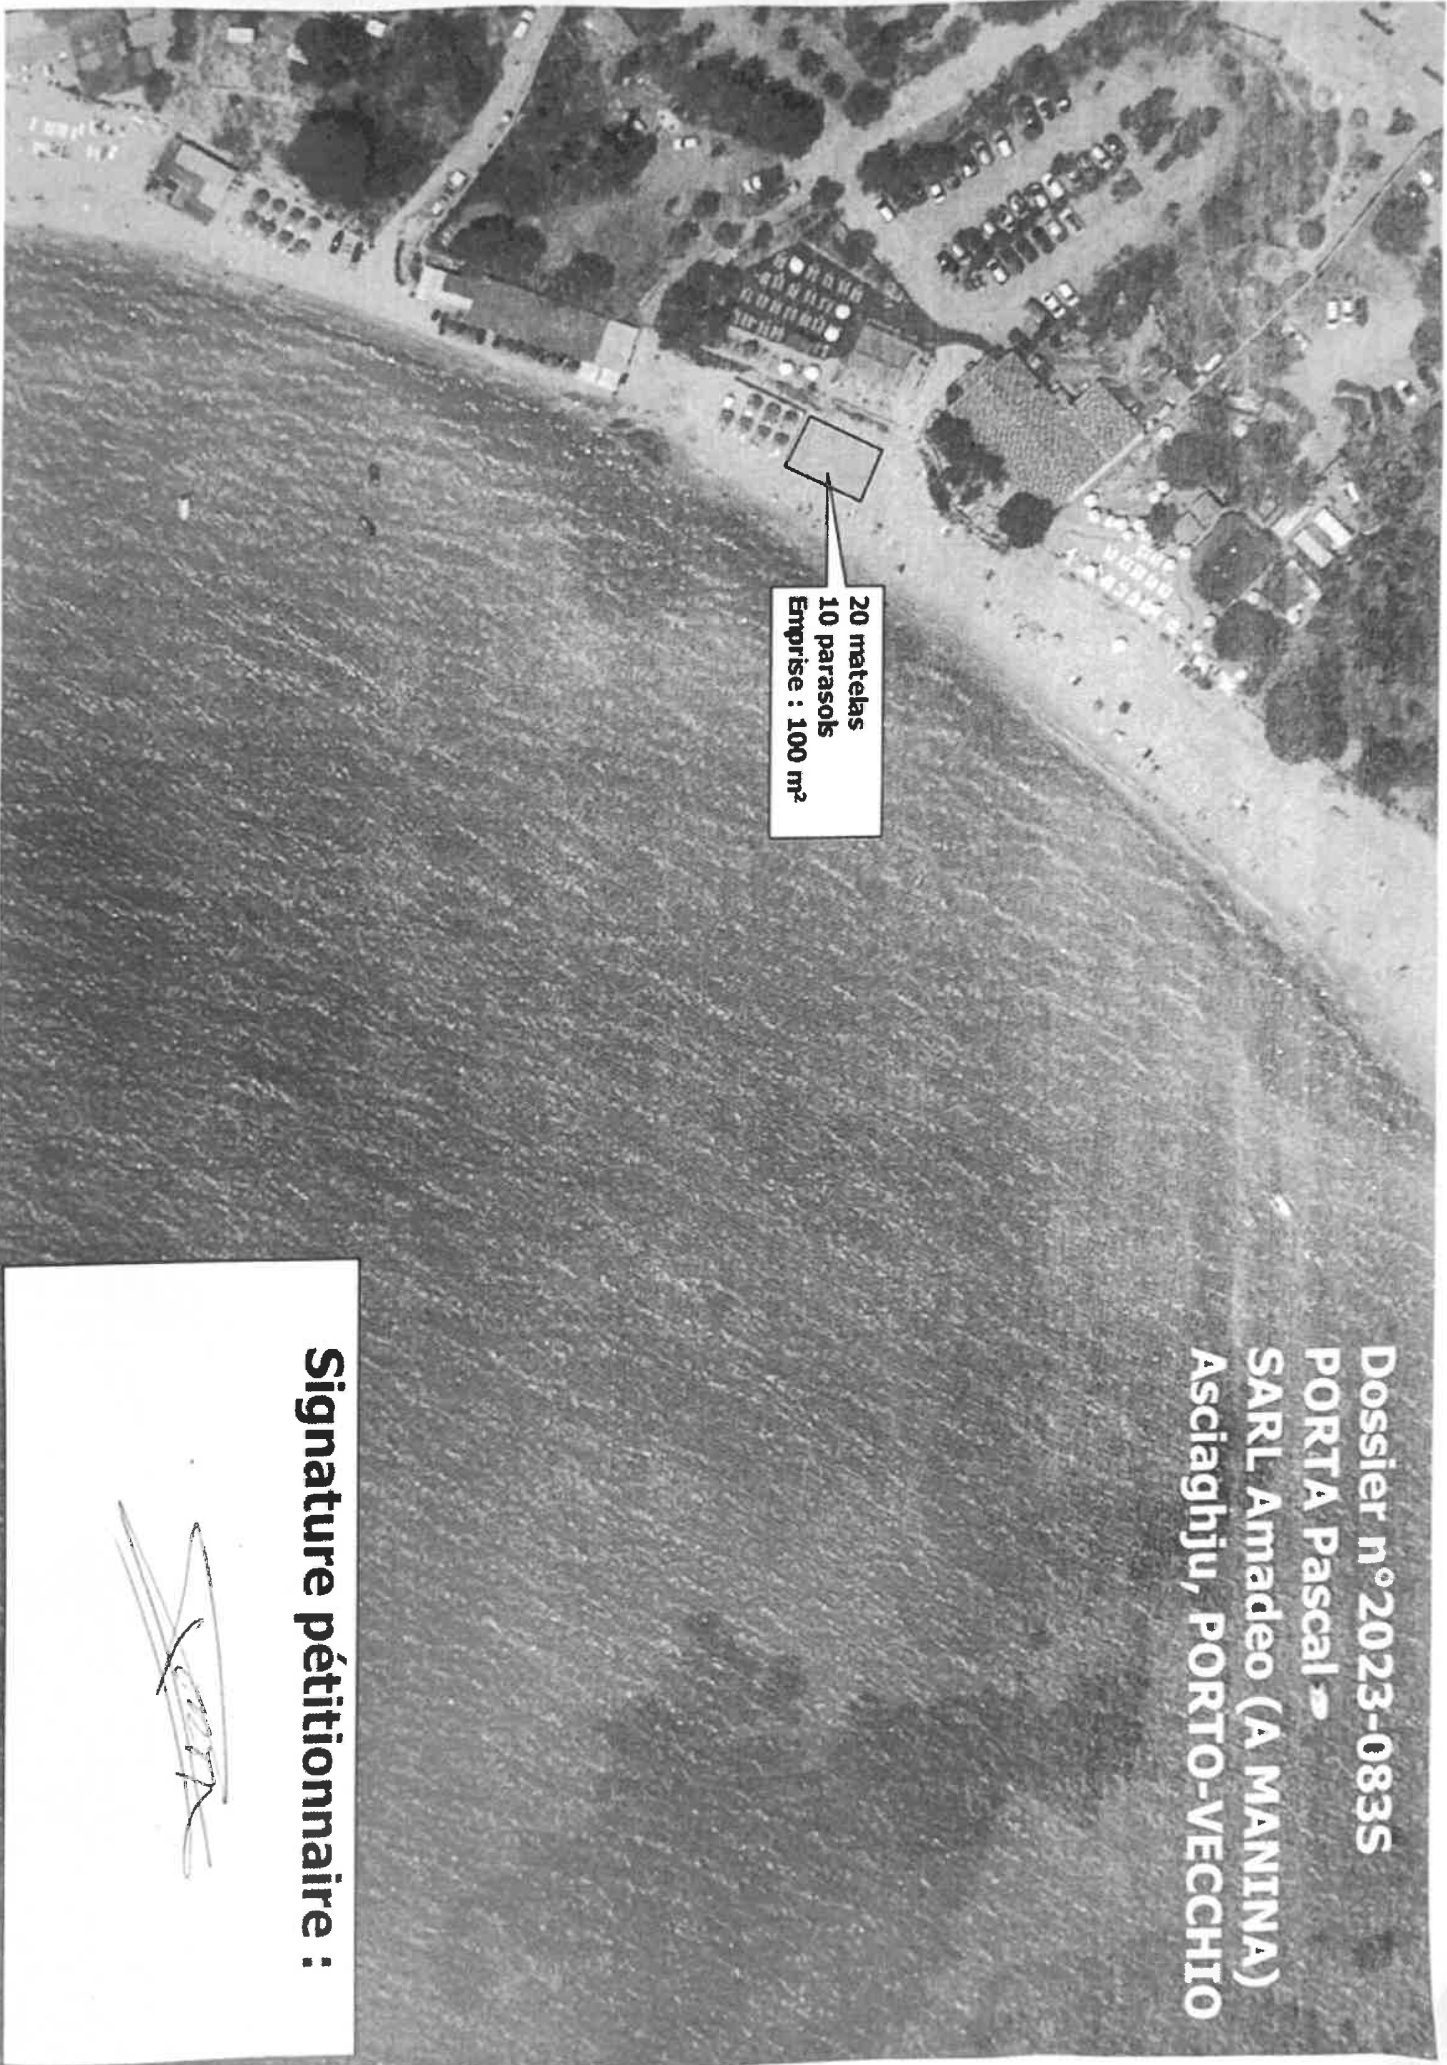 Dossier n°2023-083S
PORTA Pascal
SARL Amadeo (A MANINA)
Asciaghju, PORTO-VECCHIO
20 matelas
10 parasols
Emprise : 100 m²
Signature pétitionnaire :